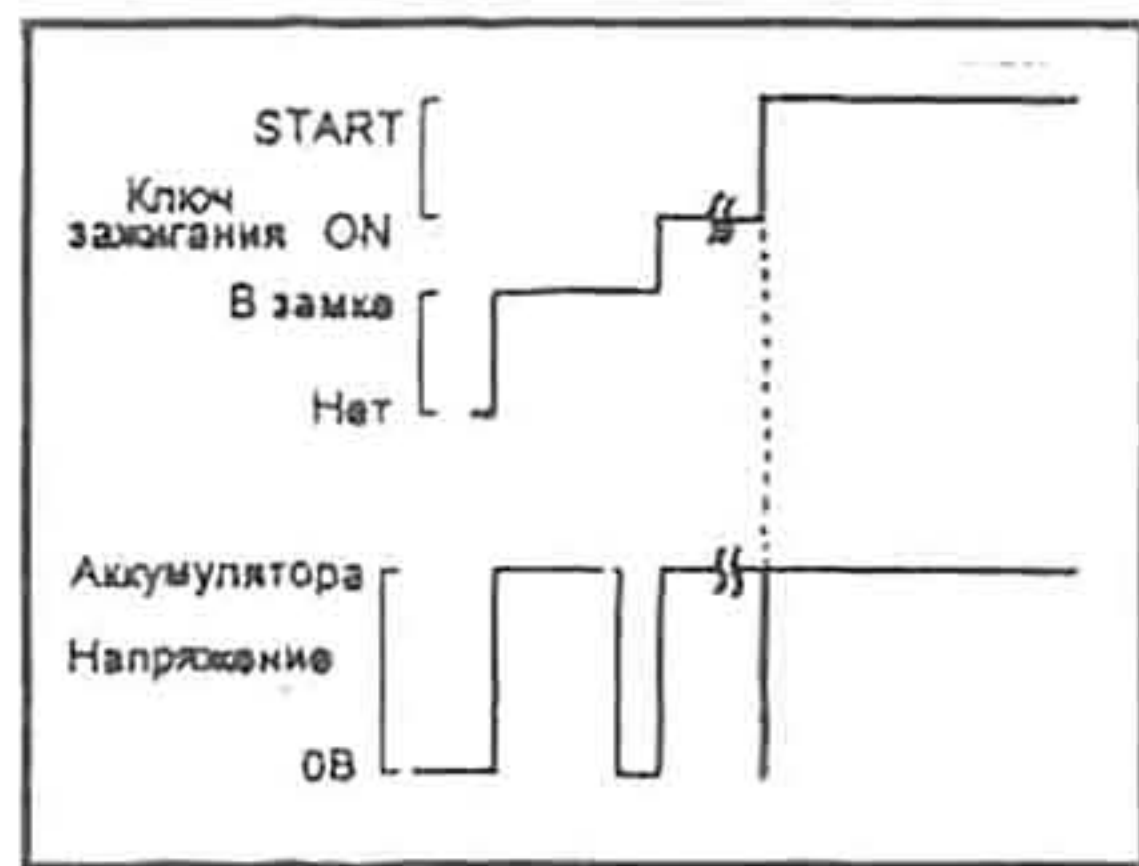 START
Ключ
зажигания ON
В замке
Нет
Аккумулятора
Напряжение
0В